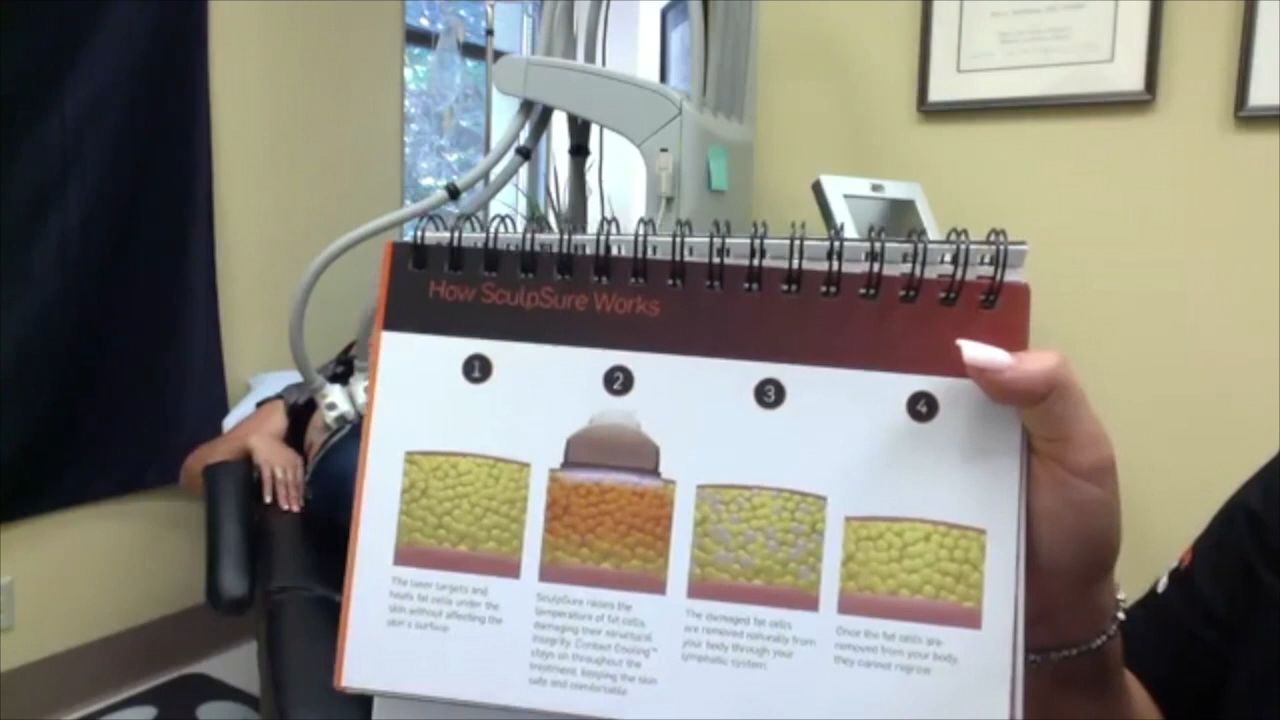 How SculpSure Works
1
2
3
4
The laser targets and
heats fat cells under the
skin without affecting the
skin's surface.
SculpSure raises the
temperature of fat cells,
damaging their structural
integrity. Contact Cooling™
stays on throughout the
treatment, keeping the skin
safe and comfortable.
The damaged fat cells
are removed naturally from
your body through your
lymphatic system.
Once the fat cells are
removed from your body,
they cannot regrow.